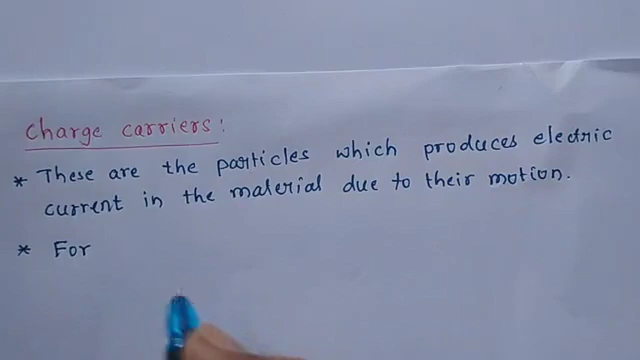 Charge carriers:
* These are the particles which produces electric
current in the material due to their motion.
* For